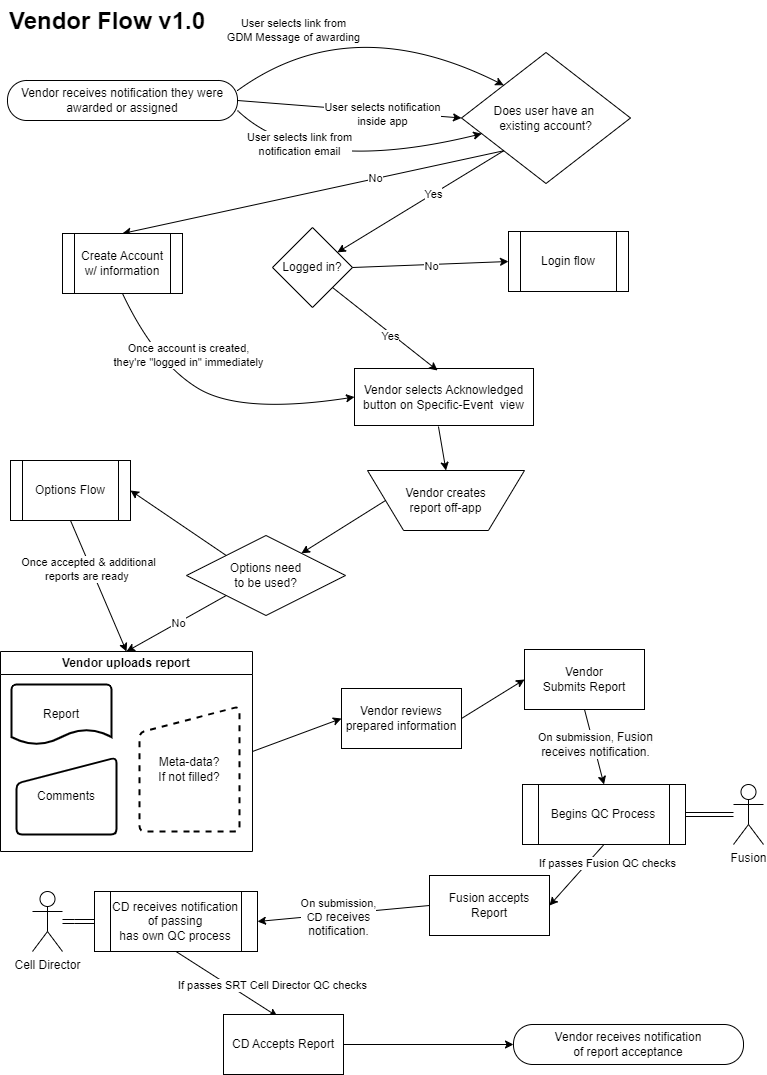 Vendor Flow v1.0
User selects link from
GDM Message of awarding
Vendor receives notification they were
awarded or assigned
User selects notification
inside app
Does user have an
existing account?
User selects link from
notification email
No
Yes
Create Account
w/ information
Logged in?
No
Login flow
Yes
Once account is created,
they're "logged in" immediately
Vendor selects Acknowledged
button on Specific-Event view
Options Flow
Vendor creates
report off-app
Once accepted & additional
reports are ready
Options need
to be used?
No
Vendor uploads report
Report
Meta-data?
If not filled?
Comments
Vendor reviews
prepared information
Vendor
Submits Report
On submission, Fusion
receives notification.
Begins QC Process
Fusion
If passes Fusion QC checks
Fusion accepts
Report
On submission,
CD receives
notification.
CD receives notification
of passing
has own QC process
Cell Director
If passes SRT Cell Director QC checks
CD Accepts Report
Vendor receives notification
of report acceptance